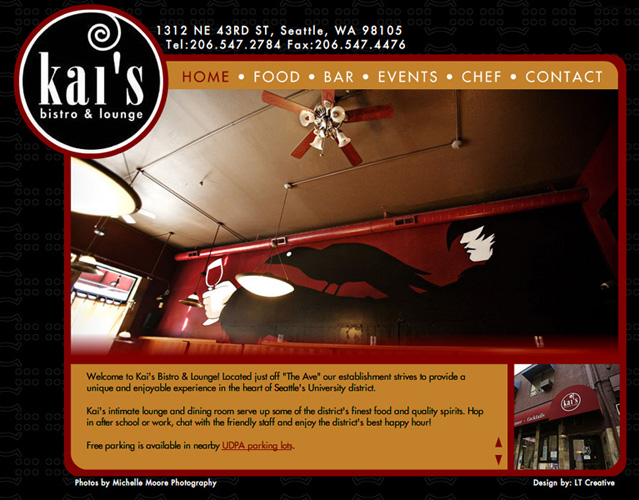 1312 NE 43RD ST, Seattle, WA 98105
Tel:206.547.2784 Fax:206.547.4476
kai's
bistro & lounge
HOME • FOOD • BAR • EVENTS • CHEF • CONTACT
Welcome to Kai's Bistro & Lounge! Located just off "The Ave" our establishment strives to provide a
unique and enjoyable experience in the heart of Seattle's University district.
Kai's intimate lounge and dining room serve up some of the district's finest food and quality spirits. Hop
in after school or work, chat with the friendly staff and enjoy the district's best happy hour!
Free parking is available in nearby UDPA parking lots.
kai's
Cocktails
Photos by Michelle Moore Photography
Design by: LT Creative